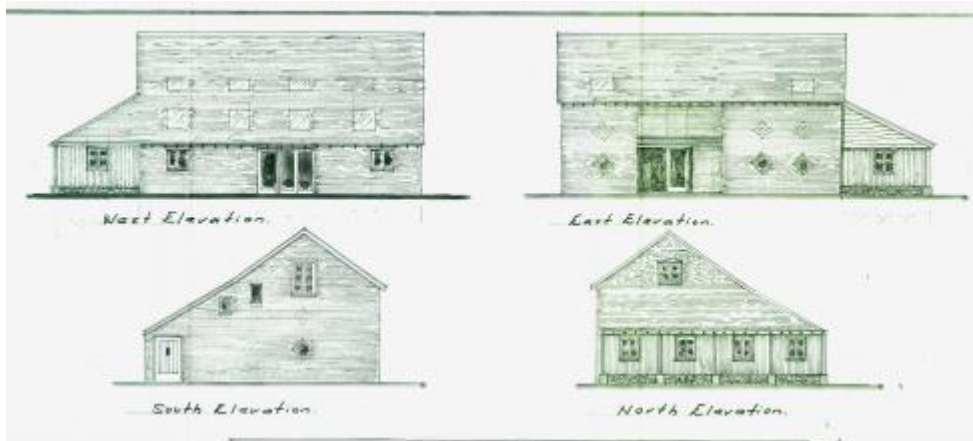 West Elevation.
East Elevation.
South Elevation.
North Elevation.